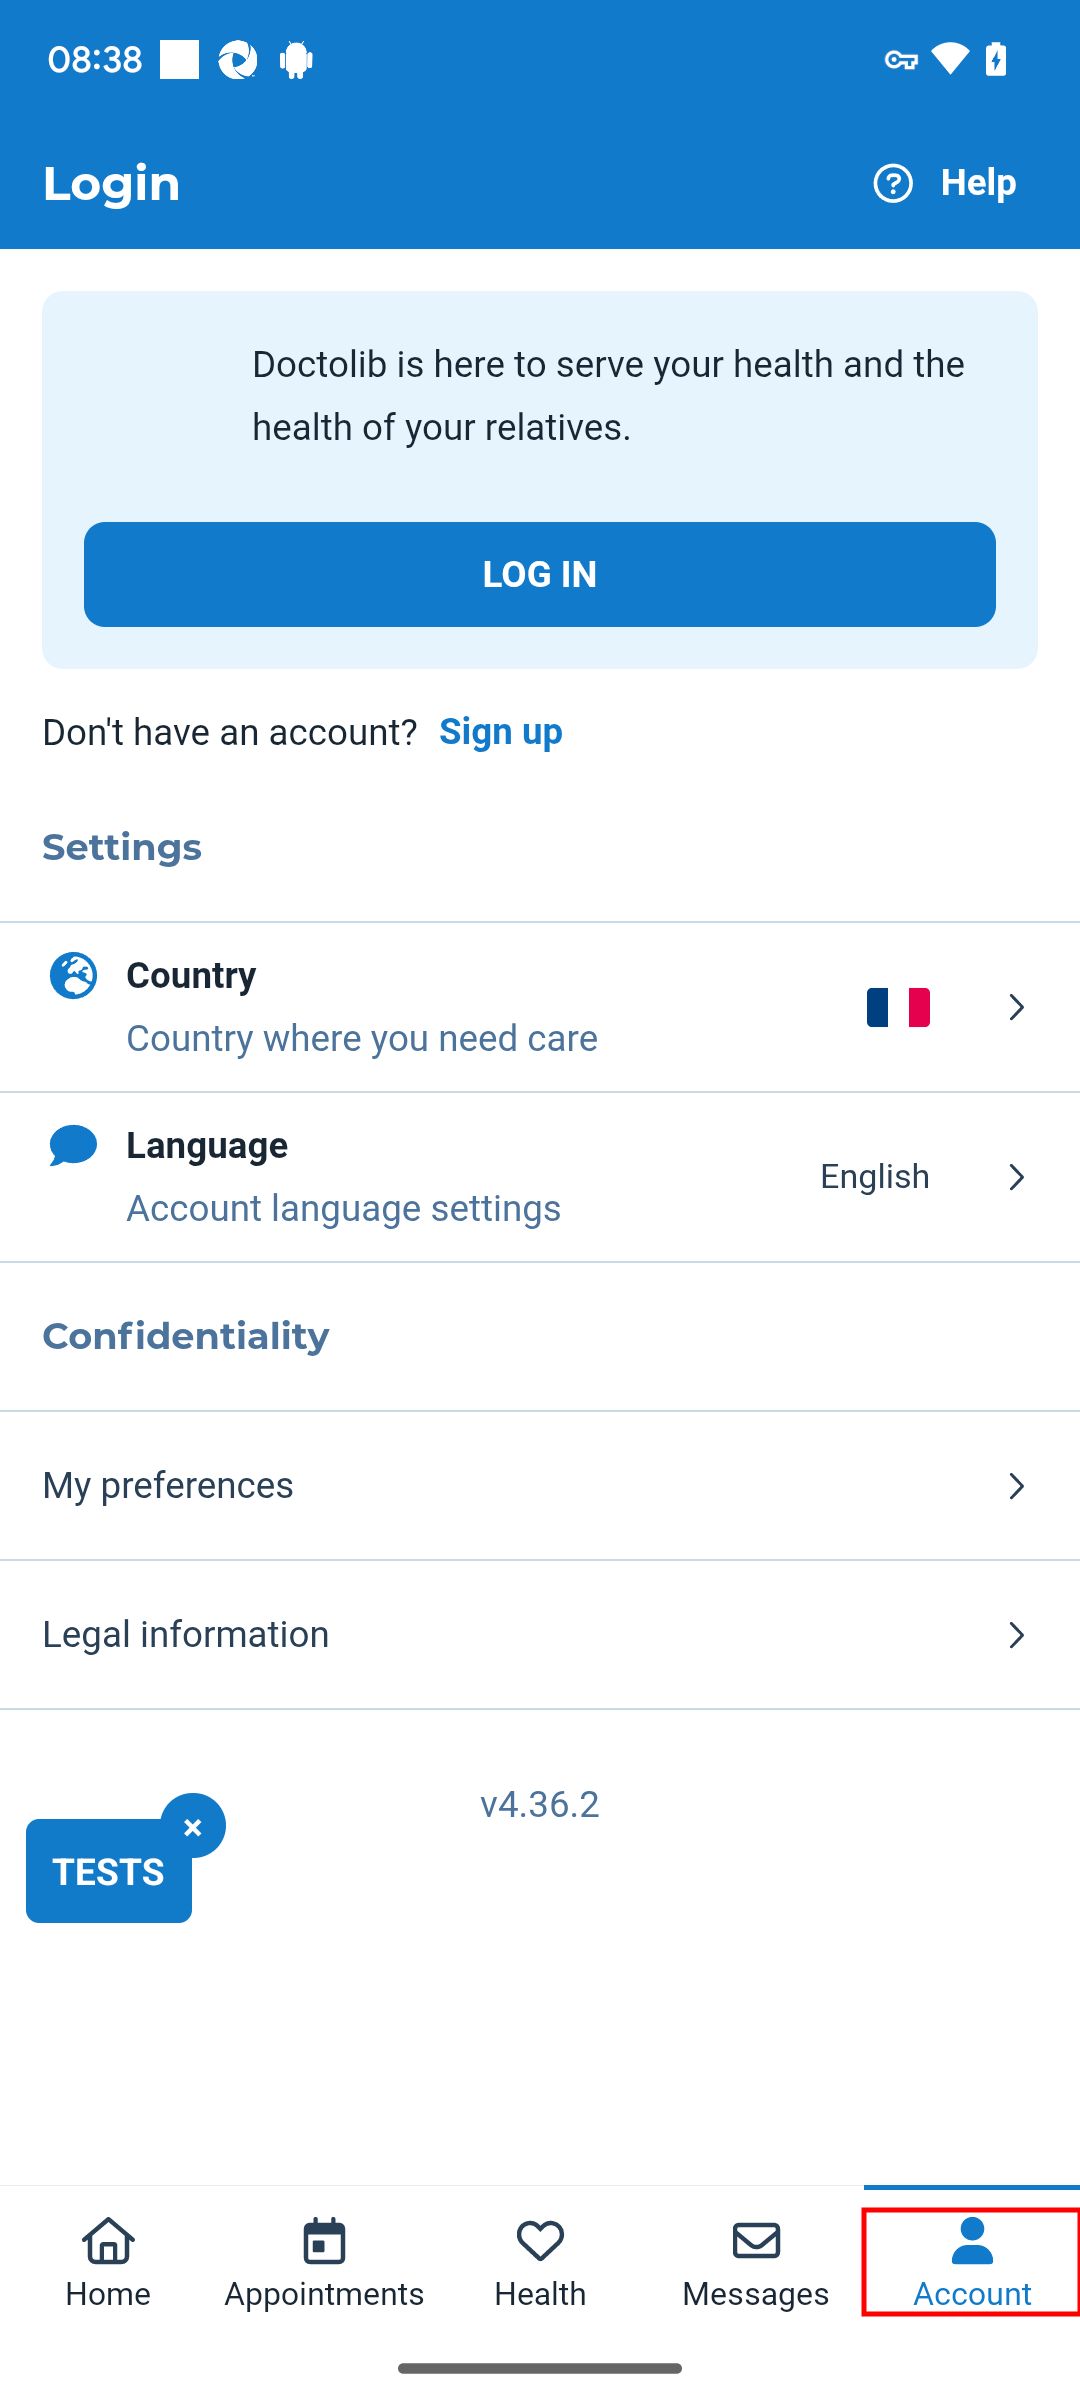 08:38
Login
Help
Doctolib is here to serve your health and the
health of your relatives.
LOG IN
Don't have an account? Sign up
Settings
Country
Country where you need care
Language
Account language settings
English
Confidentiality
My preferences
Legal information
v4.36.2
×
TESTS
Home Appointments Health Messages Account